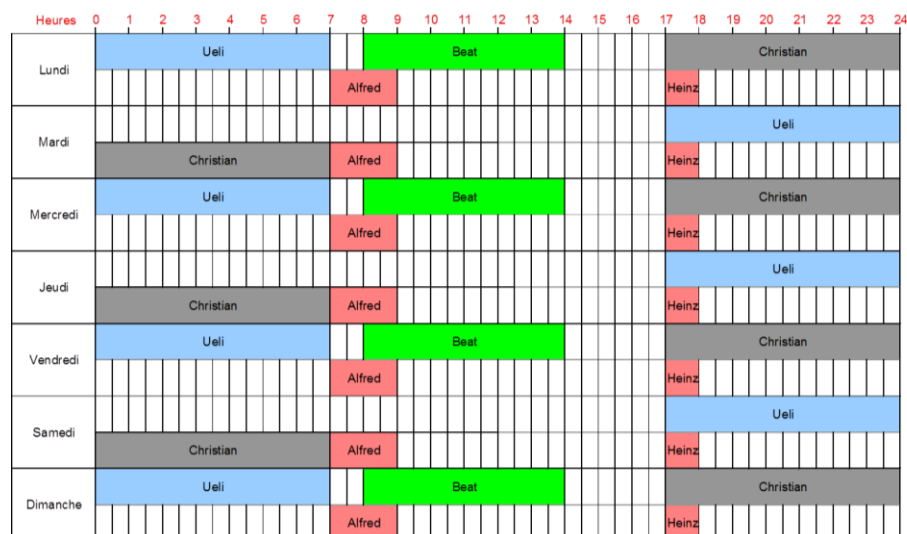 Heures 0 1 2 3 4 5 6 7 8 9 10 11 12 13 14 15 16 17 18 19 20 21 22 23 24
Ueli Beat Christian
Lundi
Alfred Heinz
Ueli
Mardi
Christian Alfred Heinz
Ueli Beat Christian
Mercredi
Alfred Heinz
Ueli
Jeudi
Christian Alfred Heinz
Ueli Beat Christian
Vendredi
Alfred Heinz
Ueli
Samedi
Christian Alfred Heinz
Ueli Beat Christian
Dimanche
Alfred Heinz